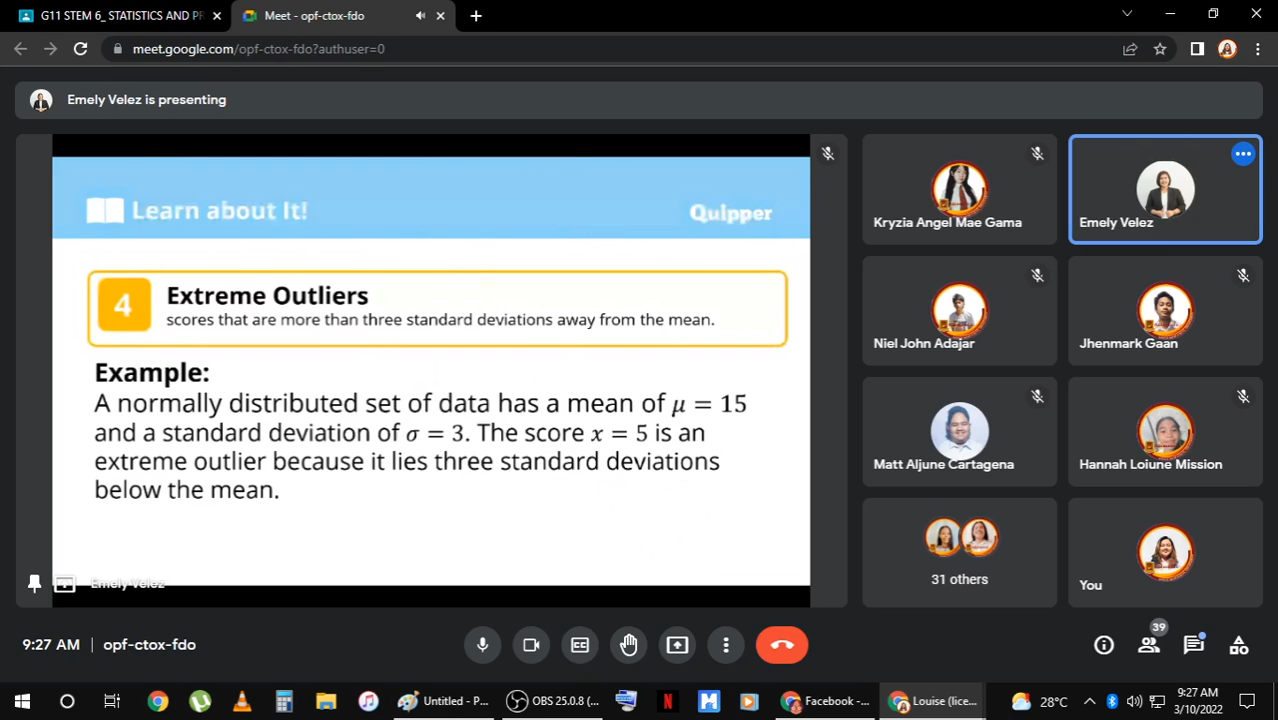 G11 STEM 6_ STATISTICS AND PR
Meet - opf-ctox-fdo
meet.google.com/opf-ctox-fdo?authuser=0
Emely Velez is presenting
Learn about It!
Quipper
4
Extreme Outliers
scores that are more than three standard deviations away from the mean.
Example:
A normally distributed set of data has a mean of μ = 15
and a standard deviation of σ = 3. The score x = 5 is an
extreme outlier because it lies three standard deviations
below the mean.
Emely Velez
Kryzia Angel Mae Gama
Emely Velez
Niel John Adajar
Jhenmark Gaan
Matt Aljune Cartagena
Hannah Loiune Mission
31 others
You
9:27 AM | opf-ctox-fdo
39
Untitled - P...
OBS 25.0.8 (...
Facebook -...
Louise (lice...
28°C
9:27 AM
3/10/2022